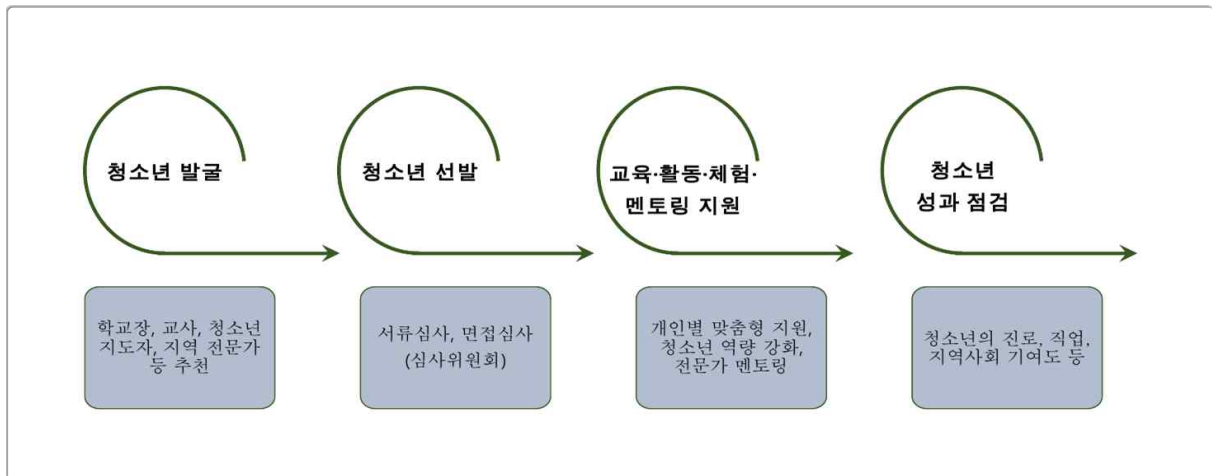 청소년 발굴
청소년 선발
교육·활동·체험·
멘토링 지원
청소년
성과 점검
학교장, 교사, 청소년
지도자, 지역 전문가
등 추천
서류심사, 면접심사
(심사위원회)
개인별 맞춤형 지원,
청소년 역량 강화,
전문가 멘토링
청소년의 진로, 직업,
지역사회 기여도 등